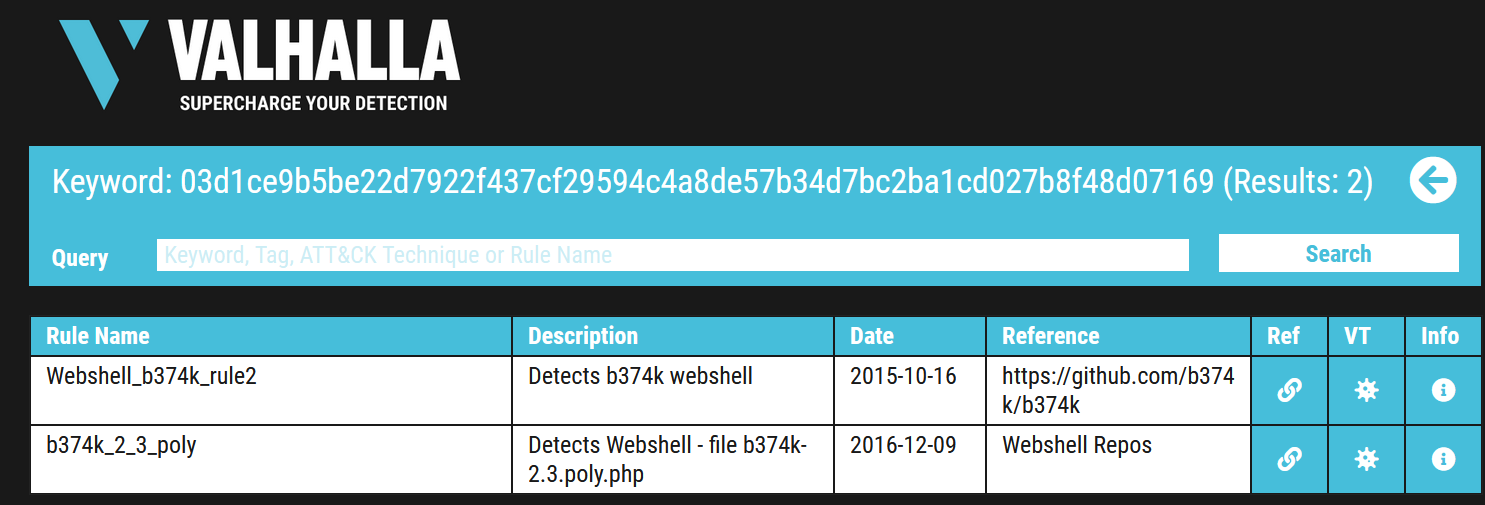 VALHALLA
SUPERCHARGE YOUR DETECTION
Keyword: 03d1ce9b5be22d7922f437cf29594c4a8de57b34d7bc2ba1cd027b8f48d07169 (Results: 2)
Query
Keyword, Tag, ATT&CK Technique or Rule Name
Search
Rule Name Description Date Reference Ref VT Info
Webshell_b374k_rule2 Detects b374k webshell 2015-10-16 https://github.com/b374
k/b374k
b374k_2_3_poly Detects Webshell - file b374k- 2016-12-09 Webshell Repos
2.3.poly.php